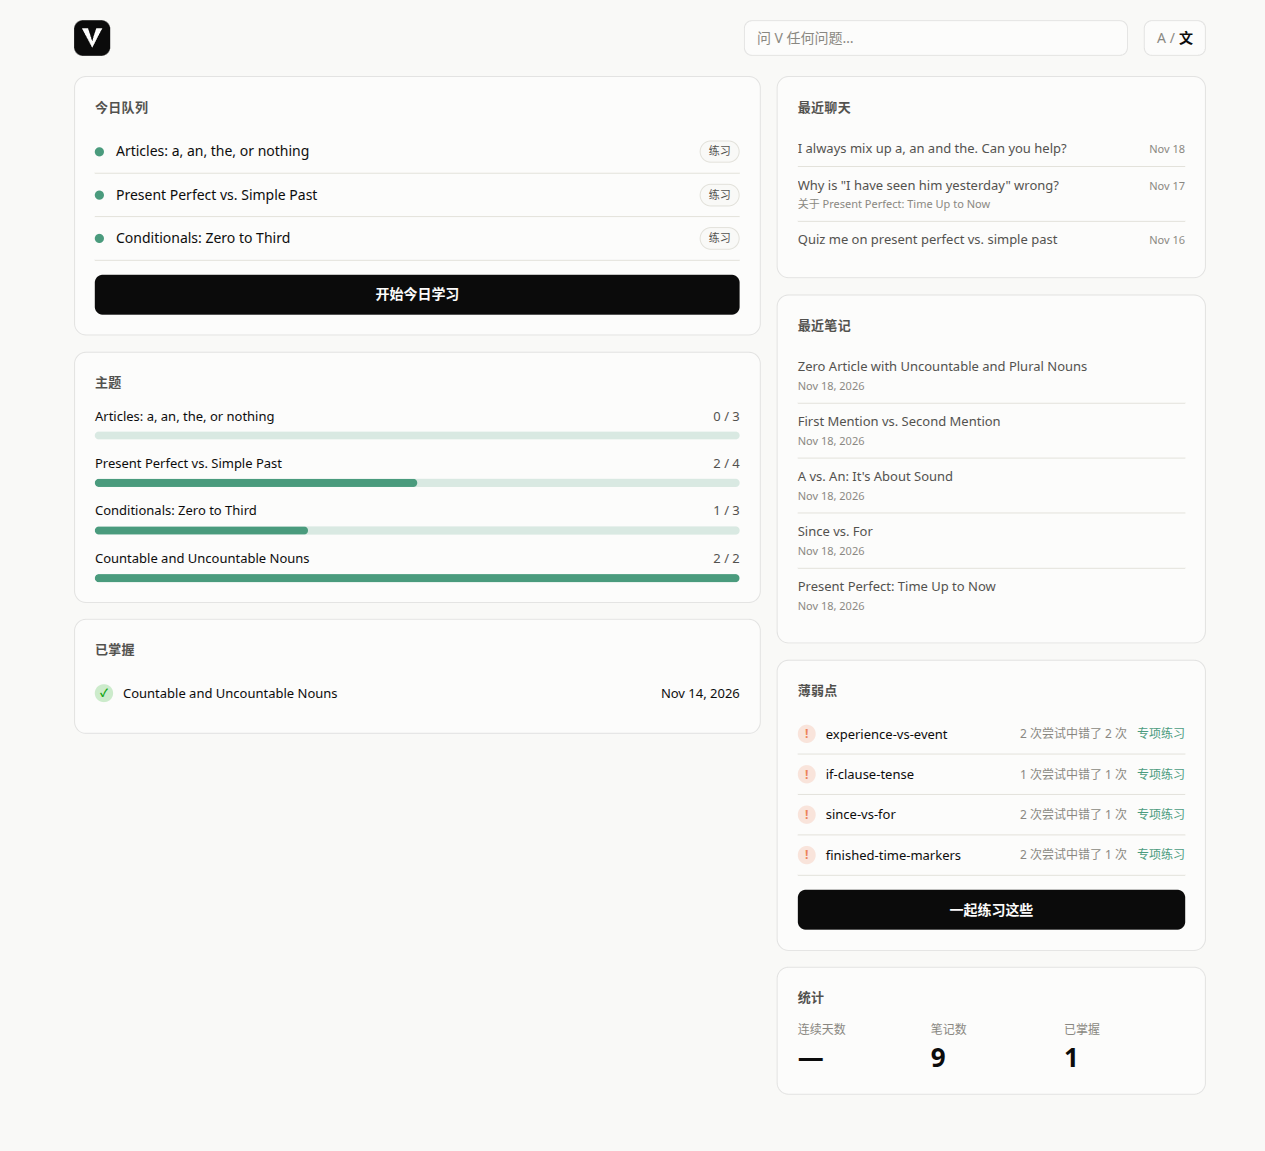 V
问 V 任何问题...
A / 文
今日队列
Articles: a, an, the, or nothing
练习
Present Perfect vs. Simple Past
练习
Conditionals: Zero to Third
练习
开始今日学习
主题
Articles: a, an, the, or nothing
0 / 3
Present Perfect vs. Simple Past
2 / 4
Conditionals: Zero to Third
1 / 3
Countable and Uncountable Nouns
2 / 2
已掌握
Countable and Uncountable Nouns
Nov 14, 2026
最近聊天
I always mix up a, an and the. Can you help?
Nov 18
Why is "I have seen him yesterday" wrong?
Nov 17
关于 Present Perfect: Time Up to Now
Quiz me on present perfect vs. simple past
Nov 16
最近笔记
Zero Article with Uncountable and Plural Nouns
Nov 18, 2026
First Mention vs. Second Mention
Nov 18, 2026
A vs. An: It's About Sound
Nov 18, 2026
Since vs. For
Nov 18, 2026
Present Perfect: Time Up to Now
Nov 18, 2026
薄弱点
! experience-vs-event
2 次尝试中错了 2 次
专项练习
! if-clause-tense
1 次尝试中错了 1 次
专项练习
! since-vs-for
2 次尝试中错了 1 次
专项练习
! finished-time-markers
2 次尝试中错了 1 次
专项练习
一起练习这些
统计
连续天数
—
笔记数
9
已掌握
1